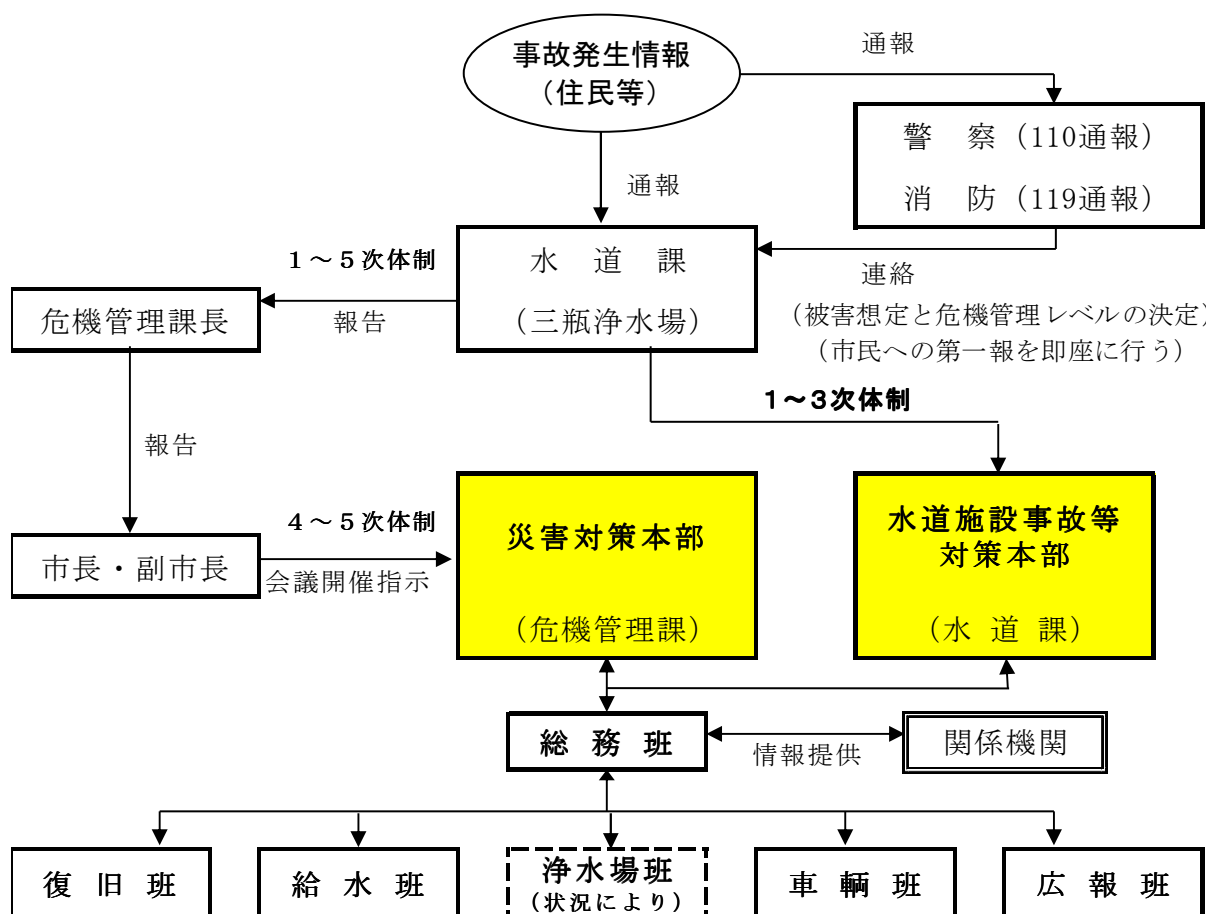 事故発生情報
（住民等）
通報
警　察（110通報）
消　防（119通報）
通報
1～5次体制
水　道　課
（三瓶浄水場）
連絡
（被害想定と危機管理レベルの決定）
（市民への第一報を即座に行う）
報告
危機管理課長
1～3次体制
報告
4～5次体制
市長・副市長
会議開催指示
災害対策本部
（危機管理課）
水道施設事故等
対策本部
（水 道 課）
総 務 班
情報提供
関係機関
復 旧 班
給 水 班
浄水場班
（状況により）
車 輌 班
広 報 班